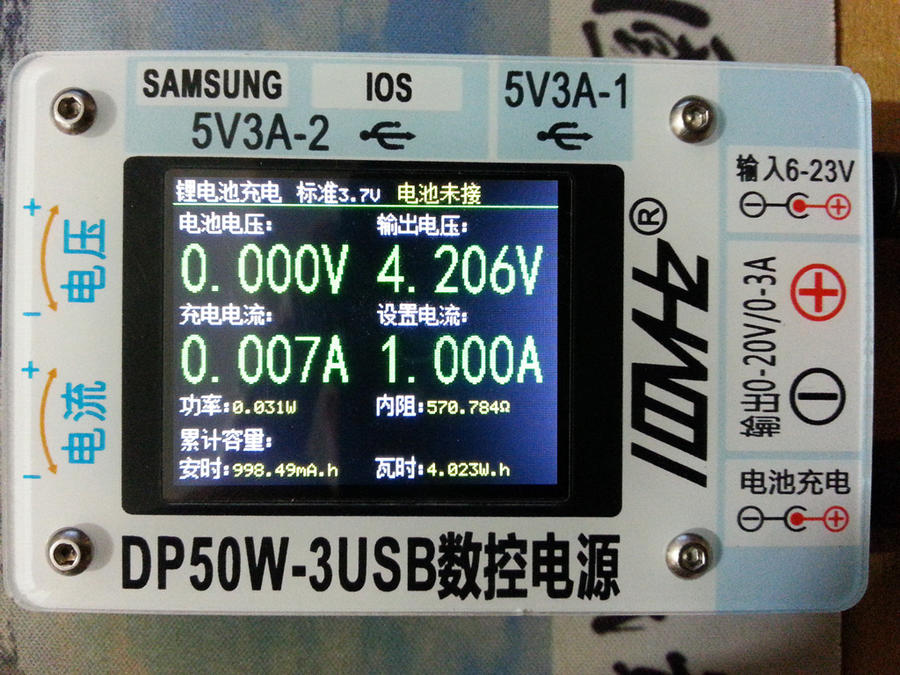 SAMSUNG IOS
5V3A-2
5V3A-1
输入6-23V
锂电池充电 标准3.7V 电池未接
电池电压: 输出电压:
0.000V 4.206V
充电电流: 设置电流:
0.007A 1.000A
功率:0.031W 内阻:570.784Ω
累计容量:
安时:998.49mA.h 瓦时:4.023W.h
+
电压
-
+
电流
-
®
输出0-20V/0-3A
电池充电
DP50W-3USB数控电源